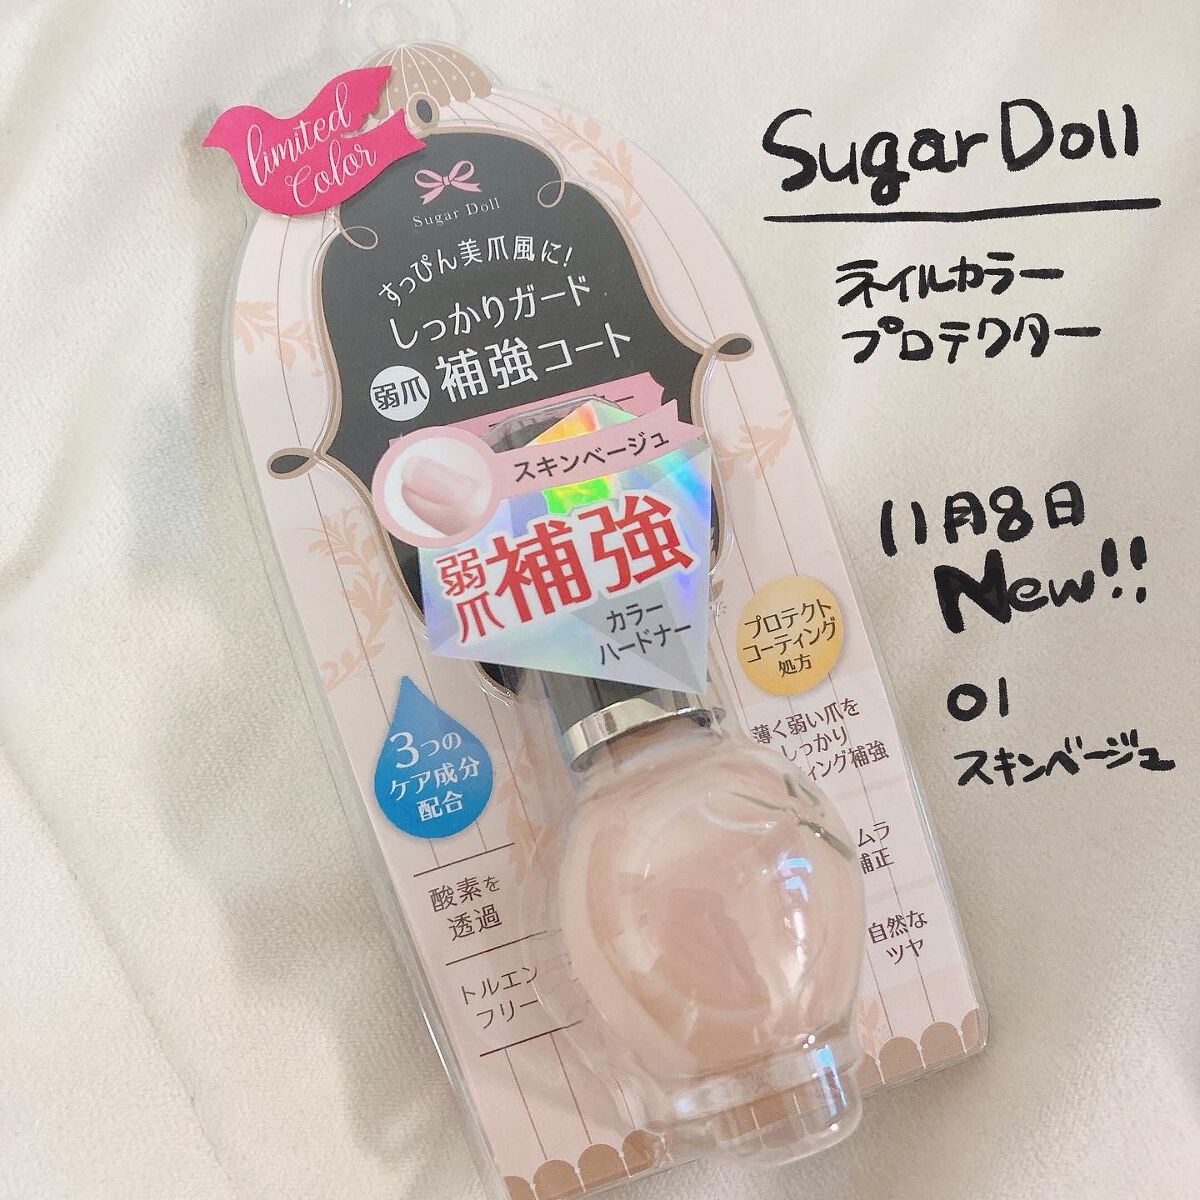 limited
Color
Sugar Doll
すっぴん美爪風に!
しっかりガード
弱爪 補強コート
スキンベージュ
弱爪補強
カラー
ハードナー
プロテクト
コーティング
処方
3つの
ケア成分
配合
薄く弱い爪を
しっかり
ィング補強
ムラ
補正
自然な
ツヤ
酸素を
透過
トルエン
フリー
Sugar Doll
ネイルカラー
プロテクター
11月8日
New!!
01
スキンベージュ